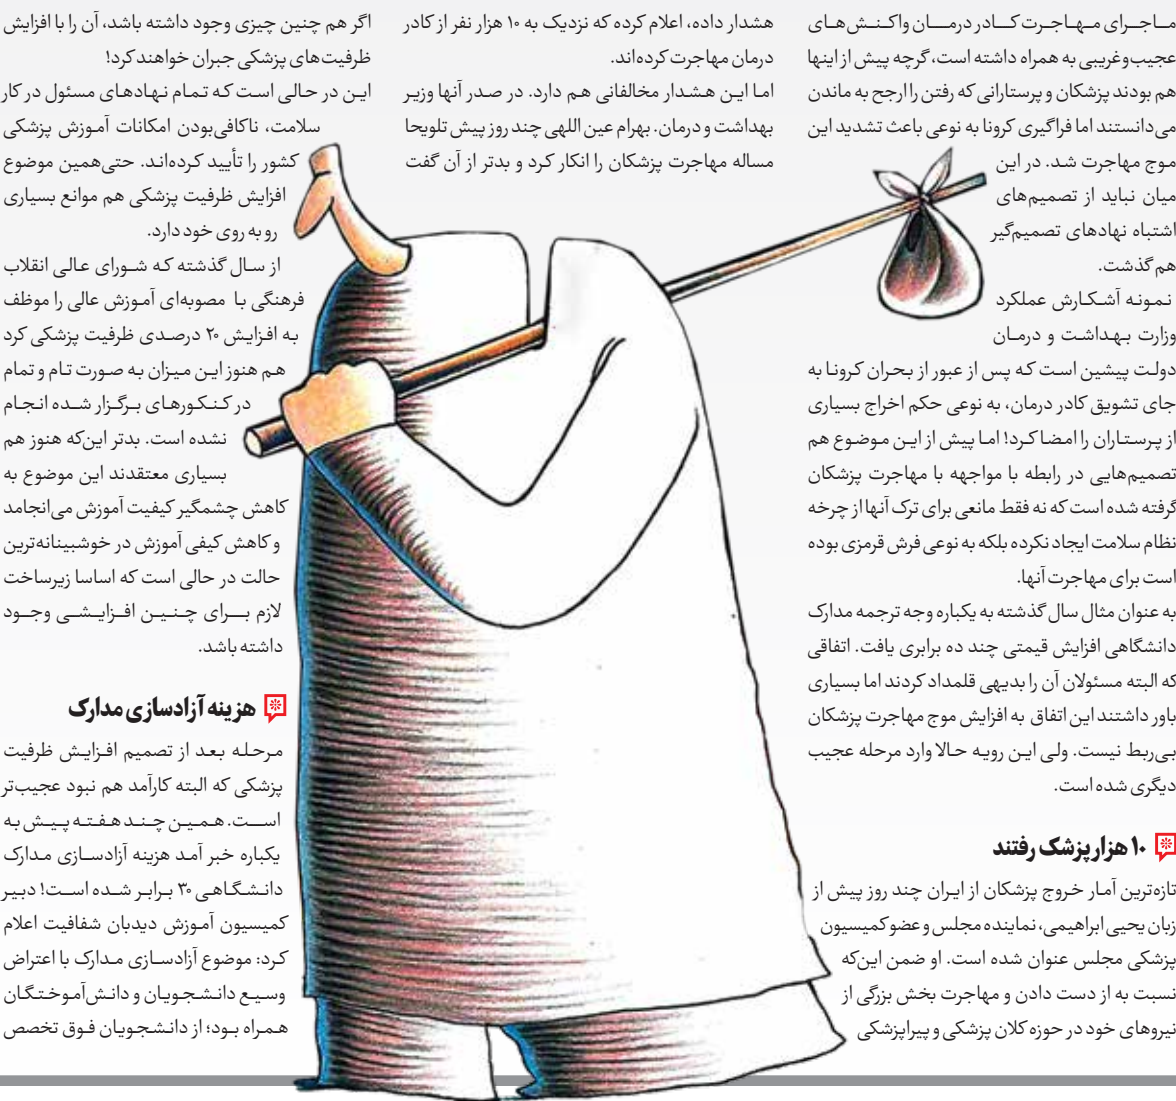 ماجرای مهاجرت کادر درمان واکنش‌های
عجیب‌وغریبی به همراه داشته است، گرچه پیش از اینها
هم بودند پزشکان و پرستارانی که رفتن را ارجح به ماندن
می‌دانستند اما فراگیری کرونا به نوعی باعث تشدید این
موج مهاجرت شد. در این
میان نباید از تصمیم‌های
اشتباه نهادهای تصمیم‌گیر
هم گذشت.
نمونه آشکارش عملکرد
وزارت بهداشت و درمان
دولت پیشین است که پس از عبور از بحران کرونا به
جای تشویق کادر درمان، به نوعی حکم اخراج بسیاری
از پرستاران را امضا کرد! اما پیش از این موضوع هم
تصمیم‌هایی در رابطه با مواجهه با مهاجرت پزشکان
گرفته شده است که نه فقط مانعی برای ترک آنها از چرخه
نظام سلامت ایجاد نکرده بلکه به نوعی فرش قرمزی بوده
است برای مهاجرت آنها.
به عنوان مثال سال گذشته به یکباره وجه ترجمه مدارک
دانشگاهی افزایش قیمتی چند ده برابری یافت. اتفاقی
که البته مسئولان آن را بدیهی قلمداد کردند اما بسیاری
باور داشتند این اتفاق به افزایش موج مهاجرت پزشکان
بی‌ربط نیست. ولی این رویه حالا وارد مرحله عجیب
دیگری شده است.
۱۰ هزار پزشک رفتند
تازه‌ترین آمار خروج پزشکان از ایران چند روز پیش از
زبان یحیی ابراهیمی، نماینده مجلس و عضو کمیسیون
پزشکی مجلس عنوان شده است. او ضمن این‌که
نسبت به از دست دادن و مهاجرت بخش بزرگی از
نیروهای خود در حوزه کلان پزشکی و پیراپزشکی
هشدار داده، اعلام کرده که نزدیک به ۱۰ هزار نفر از کادر
درمان مهاجرت کرده‌اند.
اما این هشدار مخالفانی هم دارد. در صدر آنها وزیر
بهداشت و درمان. بهرام عین اللهی چند روز پیش تلویحا
مساله مهاجرت پزشکان را انکار کرد و بدتر از آن گفت
اگر هم چنین چیزی وجود داشته باشد، آن را با افزایش
ظرفیت‌های پزشکی جبران خواهند کرد!
این در حالی است که تمام نهادهای مسئول در کار
سلامت، ناکافی‌بودن امکانات آموزش پزشکی
کشور را تأیید کرده‌اند. حتی همین موضوع
افزایش ظرفیت پزشکی هم موانع بسیاری
روبه روی خود دارد.
از سال گذشته که شورای عالی انقلاب
فرهنگی با مصوبه‌ای آموزش عالی را موظف
به افزایش ۲۰ درصدی ظرفیت پزشکی کرد
هم هنوز این میزان به صورت تام و تمام
در کنکورهای برگزار شده انجام
نشده است. بدتر این‌که هنوز هم
بسیاری معتقدند این موضوع به
کاهش چشمگیر کیفیت آموزش می‌انجامد
و کاهش کیفی آموزش در خوشبینانه‌ترین
حالت در حالی است که اساسا زیرساخت
لازم برای چنین افزایشی وجود
داشته باشد.
هزینه آزادسازی مدارک
مرحله بعد از تصمیم افزایش ظرفیت
پزشکی که البته کارآمد هم نبود عجیب‌تر
است. همین چند هفته پیش به
یکباره خبر آمد هزینه آزادسازی مدارک
دانشگاهی ۳۰ برابر شده است! دبیر
کمیسیون آموزش دیدبان شفافیت اعلام
کرد: موضوع آزادسازی مدارک با اعتراض
وسیع دانشجویان و دانش‌آموختگان
همراه بود؛ از دانشجویان فوق تخصص